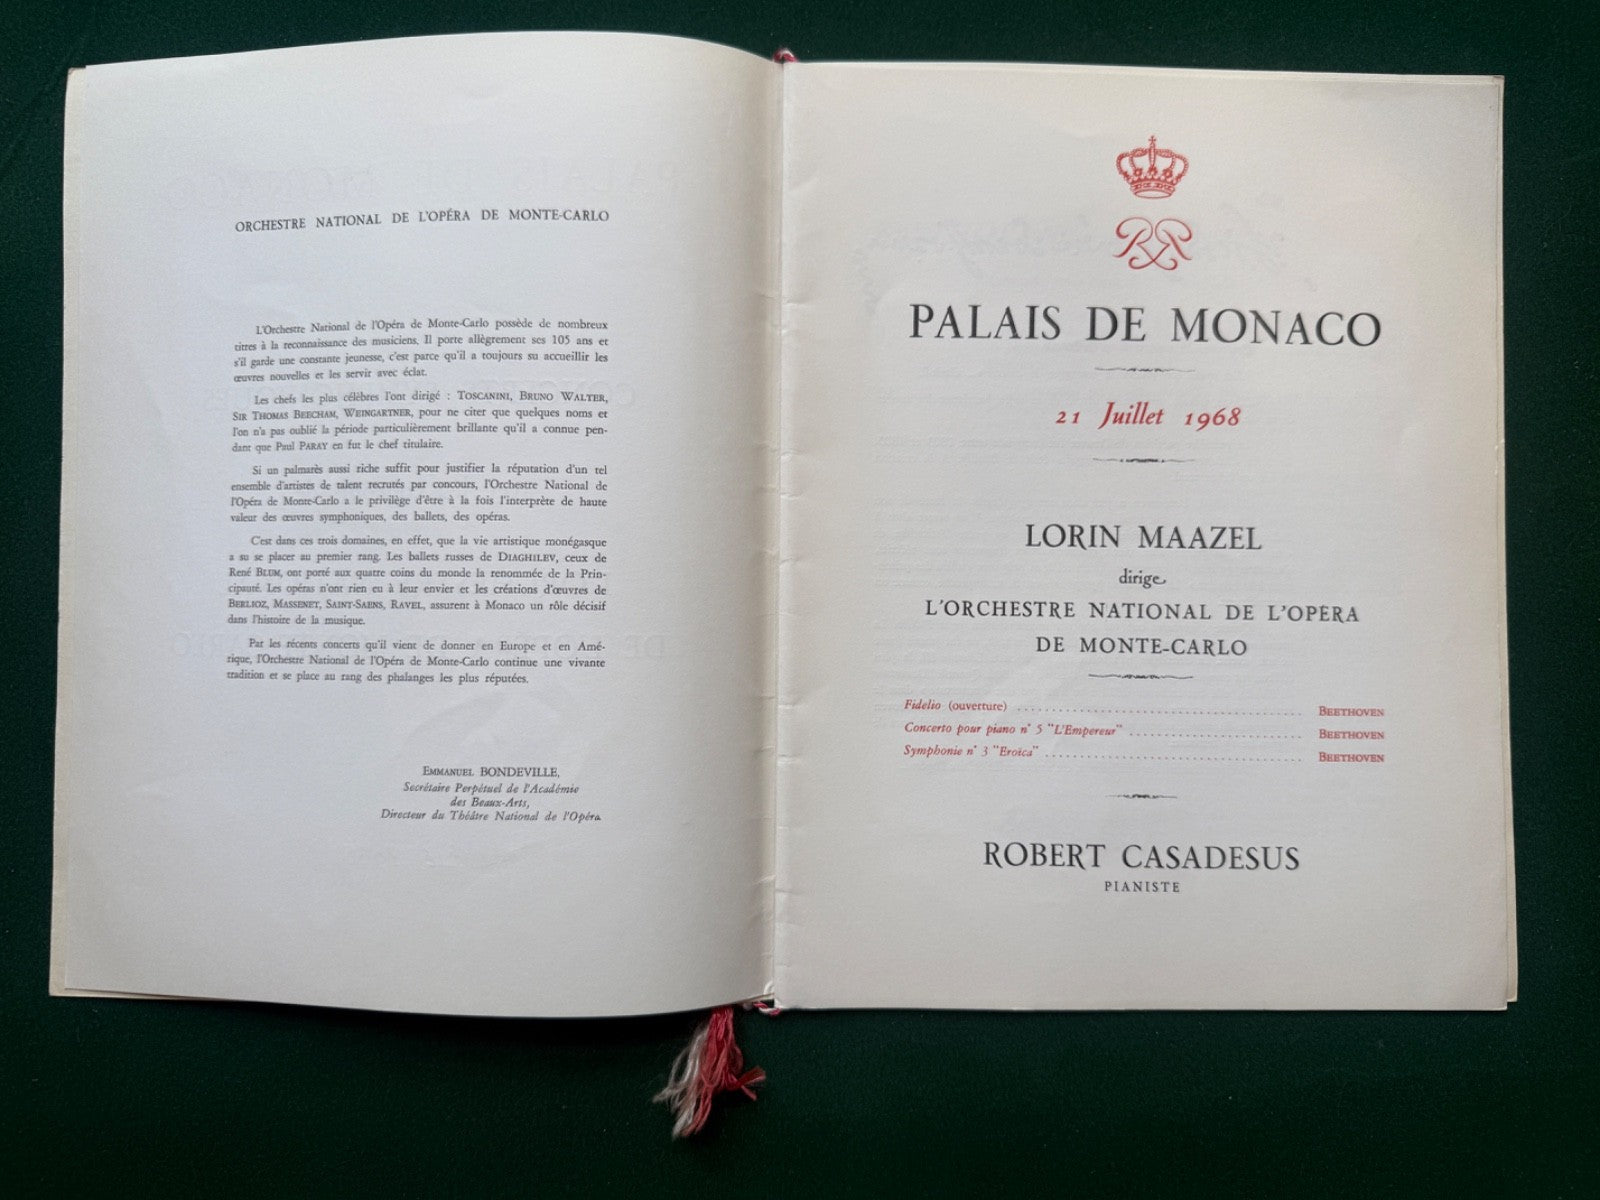 ORCHESTRE NATIONAL DE L'OPÉRA DE MONTE-CARLO
L'Orchestre National de l'Opéra de Monte-Carlo possède de nombreux
titres à la reconnaissance des musiciens. Il porte allègrement ses 105 ans et
s'il garde une constante jeunesse, c'est parce qu'il a toujours su accueillir les
œuvres nouvelles et les servir avec éclat.
Les chefs les plus célèbres l'ont dirigé : TOSCANINI, BRUNO WALTER,
SIR THOMAS BEECHAM, WEINGARTNER, pour ne citer que quelques noms et
l'on n'a pas oublié la période particulièrement brillante qu'il a connue pen-
dant que Paul PARAY en fut le chef titulaire.
Si un palmarès aussi riche suffit pour justifier la réputation d'un tel
ensemble d'artistes de talent recrutés par concours, l'Orchestre National de
l'Opéra de Monte-Carlo a le privilège d'être à la fois l'interprète de haute
valeur des œuvres symphoniques, des ballets, des opéras.
C'est dans ces trois domaines, en effet, que la vie artistique monégasque
a su se placer au premier rang. Les ballets russes de DIAGHILEV, ceux de
René BLUM, ont porté aux quatre coins du monde la renommée de la Prin-
cipauté. Les opéras n'ont rien eu à leur envier et les créations d'œuvres de
BERLIOZ, MASSENET, SAINT-SAENS, RAVEL, assurent à Monaco un rôle décisif
dans l'histoire de la musique.
Par les récents concerts qu'il vient de donner en Europe et en Amé-
rique, l'Orchestre National de l'Opéra de Monte-Carlo continue une vivante
tradition et se place au rang des phalanges les plus réputées.
EMMANUEL BONDEVILLE,
Secrétaire Perpétuel de l'Académie
des Beaux-Arts,
Directeur du Théâtre National de l'Opéra.
PALAIS DE MONACO
21 Juillet 1968
LORIN MAAZEL
dirige
L'ORCHESTRE NATIONAL DE L'OPÉRA
DE MONTE-CARLO
Fidelio (ouverture) ........................................ BEETHOVEN
Concerto pour piano n° 5 "L'Empereur" ........................ BEETHOVEN
Symphonie n° 3 "Eroïca" .................................... BEETHOVEN
ROBERT CASADESUS
PIANISTE